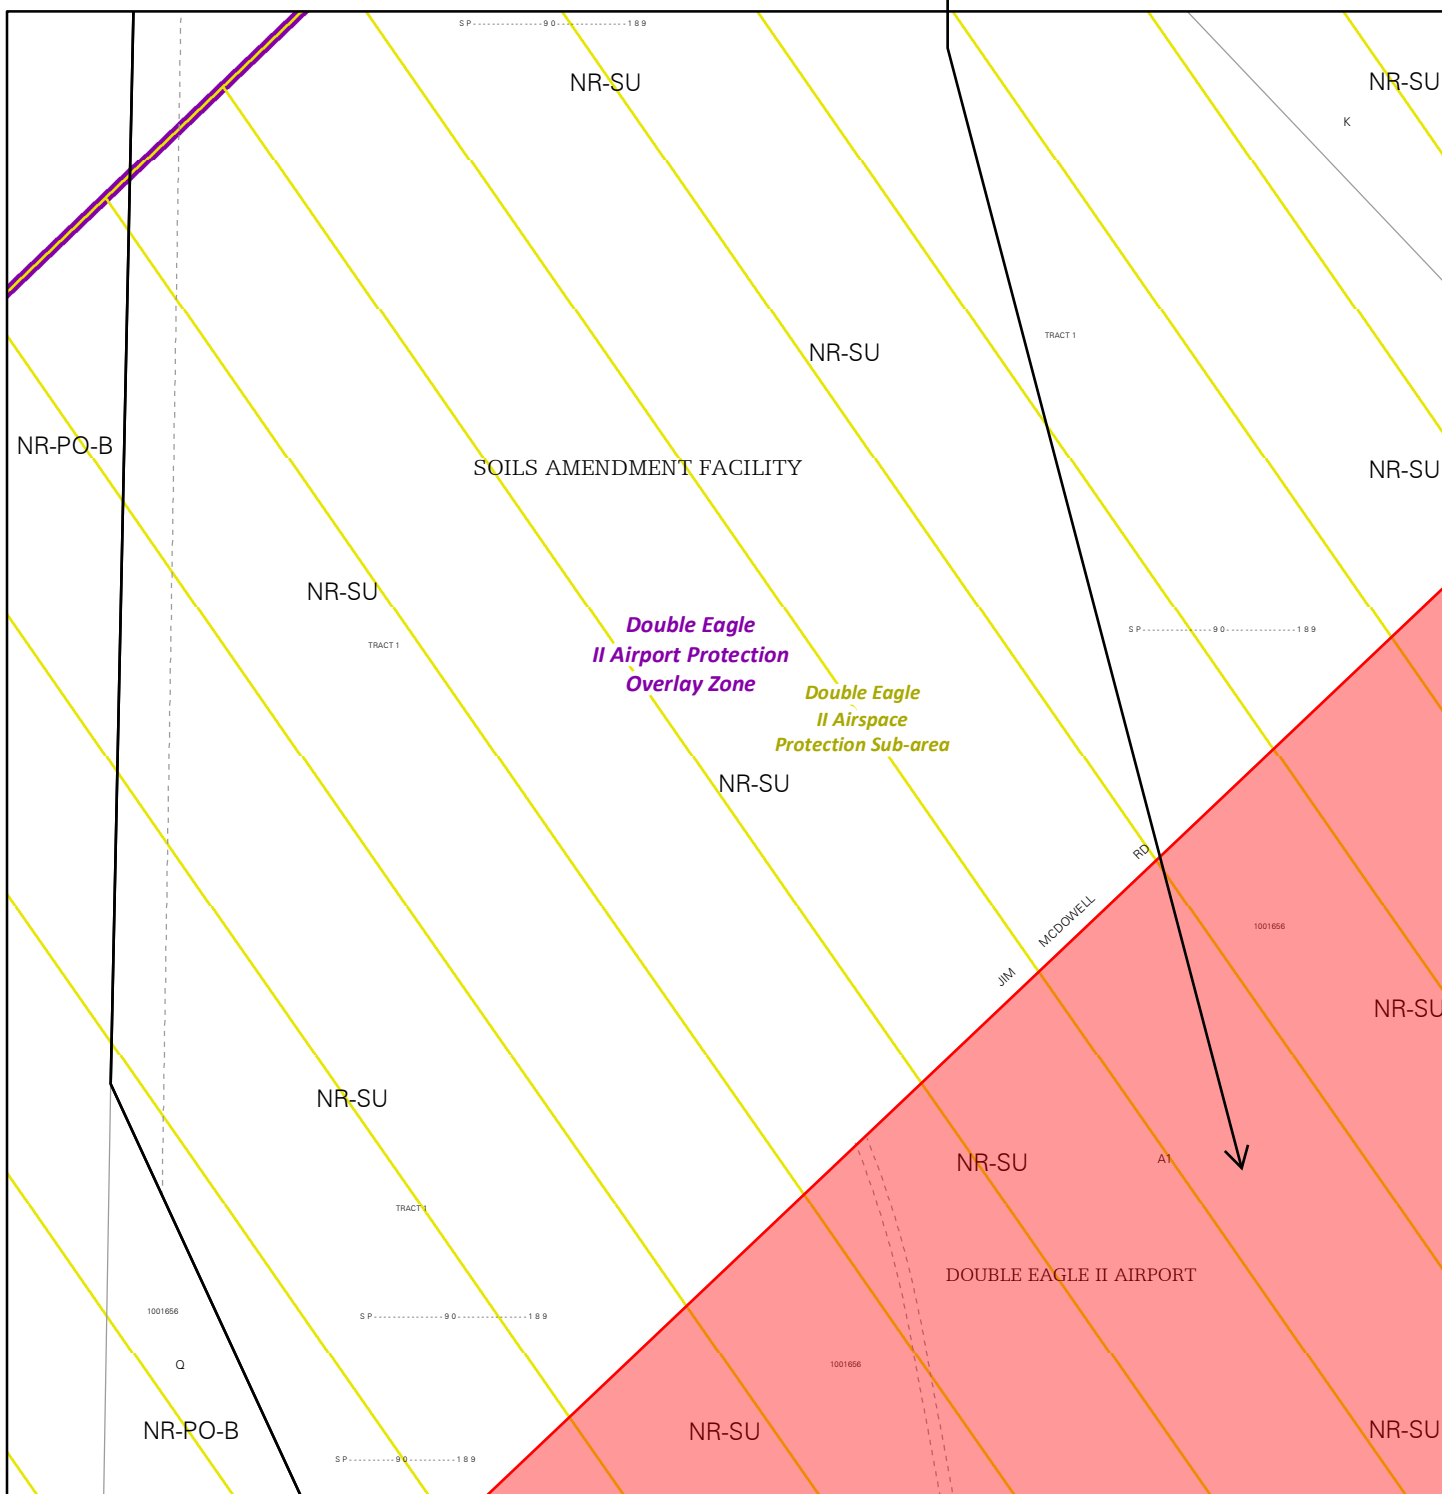 SP--------------90------------189
NR-SU
NR-SU
K
TRACT 1
NR-SU
NR-PO-B
SOILS AMENDMENT FACILITY
NR-SU
NR-SU
TRACT 1
Double Eagle
II Airport Protection
Overlay Zone
SP--------------90------------189
Double Eagle
II Airspace
Protection Sub-area
NR-SU
JIM MCDOWELL RD
1001656
NR-SU
NR-SU
NR-SU
A1
TRACT 1
DOUBLE EAGLE II AIRPORT
1001656
SP--------------90------------189
Q
1001656
NR-PO-B
NR-SU
NR-SU
SP---------90---------189